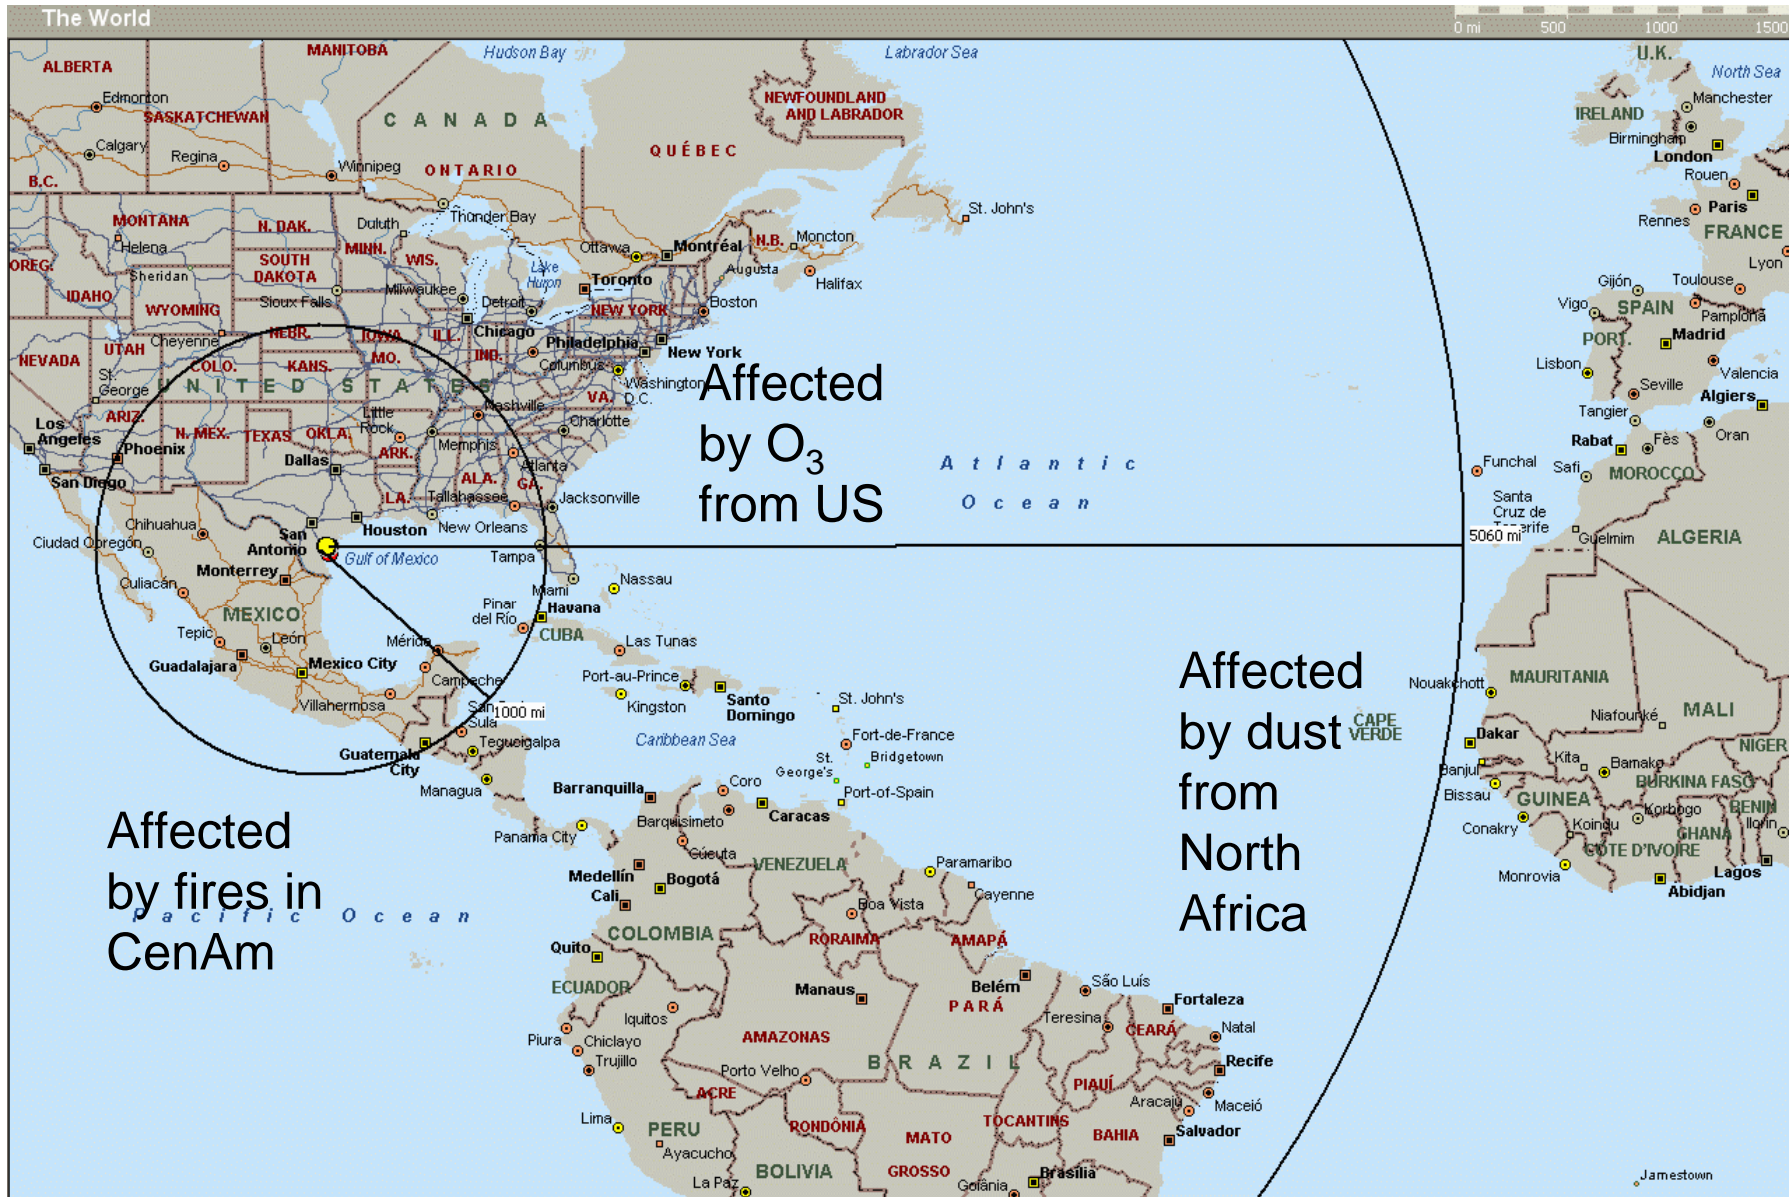 The World
0 mi 500 1000 1500
MANITOBA
Hudson Bay
Labrador Sea
U.K.
ALBERTA
North Sea
Edmonton
NEWFOUNDLAND
AND LABRADOR
Manchester
SASKATCHEWAN
CANADA
IRELAND
Birmingham
Calgary
Regina
Winnipeg
ONTARIO
QUÉBEC
London
Rouen
B.C.
Paris
MONTANA
N. DAK.
Duluth
Thunder Bay
St. John's
Rennes
FRANCE
Helena
MINN.
Ottawa
Montréal
N.B.
Moncton
OREG.
Sheridan
SOUTH
DAKOTA
WIS.
Lake
Huron
Augusta
Lyon
Toronto
Halifax
Gijón
Toulouse
IDAHO
Sioux Falls
Milwaukee
Detroit
Boston
Vigo
SPAIN
Pamplona
WYOMING
NEW YORK
Cheyenne
NEBR.
IOWA
ILL.
Chicago
Philadelphia
New York
PORT.
Madrid
NEVADA
UTAH
COLO.
KANS.
MO.
IND.
Columbus
Lisbon
Valencia
St.
George
UNITED STATES
Washington
D.C.
VA.
Seville
Algiers
Affected
by O3
from US
Los
Angeles
ARIZ.
N. MEX.
TEXAS
OKLA.
Little
Rock
Nashville
Charlotte
Tangier
Oran
Phoenix
Dallas
ARK.
Memphis
Atlanta
Atlantic
Ocean
Rabat
Fès
San Diego
LA.
ALA.
GA.
Funchal
Safi
MOROCCO
Tallahassee
Jacksonville
Santa
Cruz de
Tenerife
Chihuahua
San
Antonio
Houston
New Orleans
Ciudad Obregón
Gulf of Mexico
Tampa
5060 mi
Guelmim
ALGERIA
Culiacán
Monterrey
Miami
Nassau
MEXICO
Pinar
del Río
Havana
CUBA
Tepic
León
Mérida
Las Tunas
Guadalajara
Mexico City
Campeche
Port-au-Prince
Affected
by dust
from
North
Africa
Nouakchott
MAURITANIA
Villahermosa
San
Sula
1000 mi
Kingston
Santo
Domingo
St. John's
CAPE
VERDE
Niafounké
MALI
Guatemala
City
Tegucigalpa
Caribbean Sea
Fort-de-France
Dakar
NIGER
St.
George's
Bridgetown
Banjul
Kita
Bamako
Managua
Barranquilla
Coro
Port-of-Spain
Bissau
BURKINA FASO
GUINEA
Korhogo
BENIN
Affected
by fires in
CenAm
Panama City
Barquisimeto
Caracas
Conakry
Koindu
GHANA
Ilorin
Cúcuta
VENEZUELA
Paramaribo
CÔTE D'IVOIRE
Medellín
Bogotá
Cayenne
Monrovia
Abidjan
Lagos
Cali
Boa Vista
Pacific Ocean
COLOMBIA
RORAIMA
AMAPÁ
Quito
ECUADOR
Manaus
Belém
São Luís
Iquitos
PARÁ
Fortaleza
Piura
Chiclayo
Teresina
CEARÁ
Natal
AMAZONAS
Trujillo
Porto Velho
BRAZIL
Recife
ACRE
PIAUÍ
Aracaju
Maceió
Lima
PERU
RONDÔNIA
TOCANTINS
MATO
GROSSO
BAHIA
Salvador
Ayacucho
BOLIVIA
Brasília
La Paz
Goiânia
Jamestown